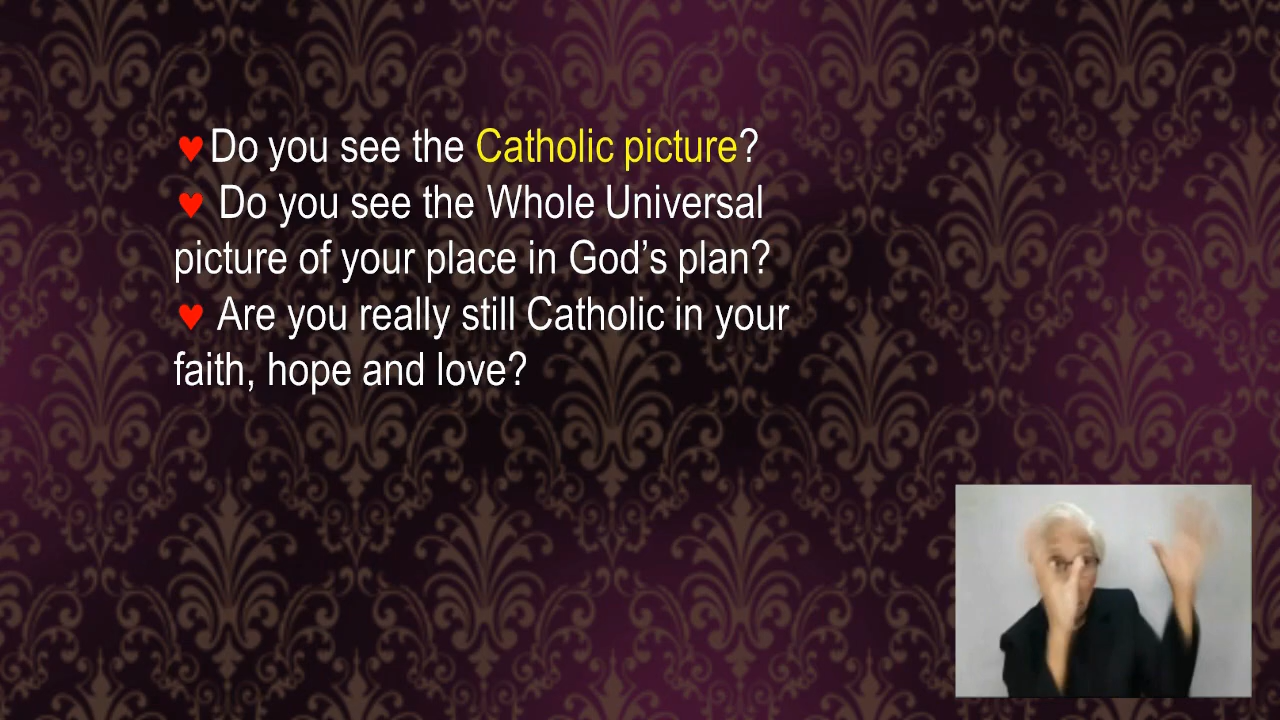 ♥Do you see the Catholic picture?
♥ Do you see the Whole Universal
picture of your place in God’s plan?
♥ Are you really still Catholic in your
faith, hope and love?